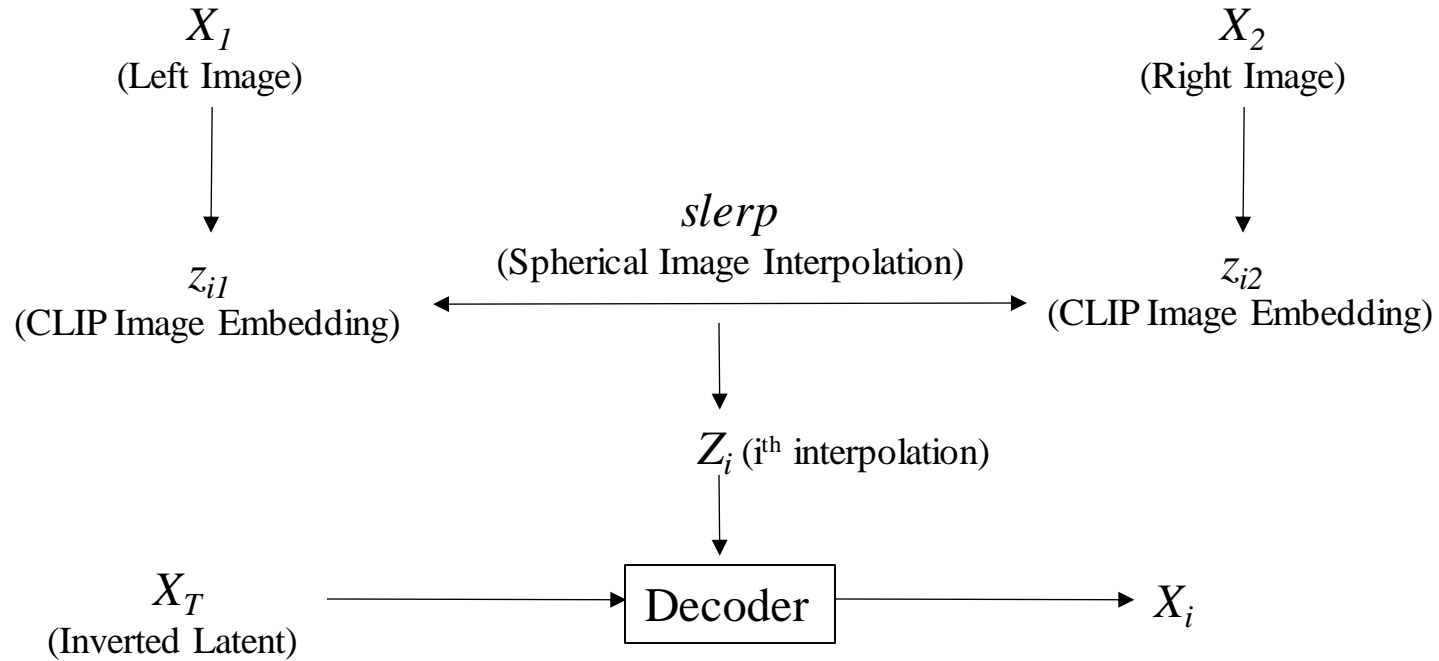 X1
(Left Image)
X2
(Right Image)
slerp
(Spherical Image Interpolation)
zi1
(CLIP Image Embedding)
zi2
(CLIP Image Embedding)
Zi (ith interpolation)
XT
(Inverted Latent)
Decoder
Xi